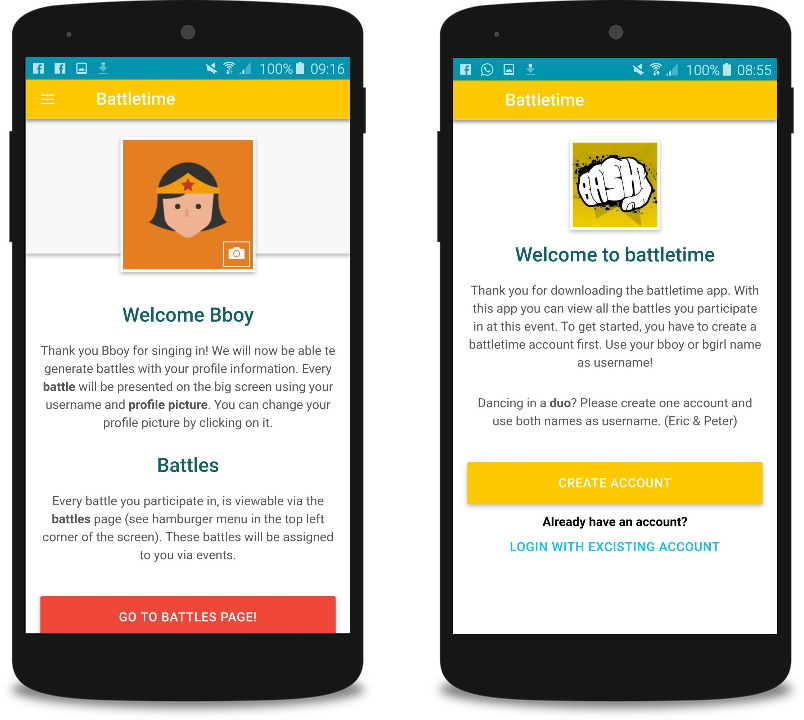 100% 09:16
Battletime
Welcome Bboy
Thank you Bboy for singing in! We will now be able te
generate battles with your profile information. Every
battle will be presented on the big screen using your
username and profile picture. You can change your
profile picture by clicking on it.
Battles
Every battle you participate in, is viewable via the
battles page (see hamburger menu in the top left
corner of the screen). These battles will be assigned
to you via events.
GO TO BATTLES PAGE!
100% 08:55
Battletime
BASH!
Welcome to battletime
Thank you for downloading the battletime app. With
this app you can view all the battles you participate
in at this event. To get started, you have to create a
battletime account first. Use your bboy or bgirl name
as username!
Dancing in a duo? Please create one account and
use both names as username. (Eric & Peter)
CREATE ACCOUNT
Already have an account?
LOGIN WITH EXCISTING ACCOUNT